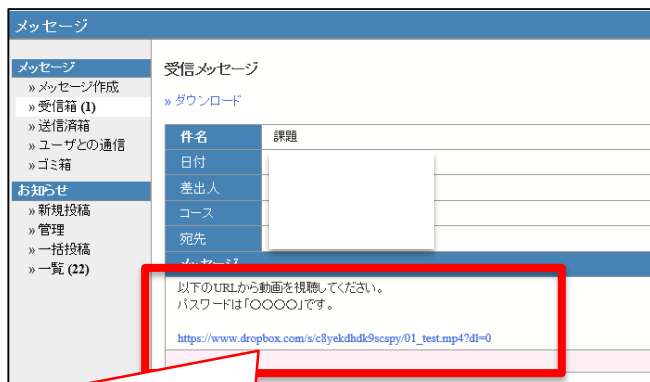 メッセージ
メッセージ
» メッセージ作成
» 受信箱 (1)
» 送信済箱
» ユーザとの通信
» ゴミ箱
お知らせ
» 新規投稿
» 管理
» 一括投稿
» 一覧 (22)
受信メッセージ
» ダウンロード
件名 課題
日付
差出人
コース
宛先
メッセージ
以下のURLから動画を視聴してください。
パスワードは「〇〇〇〇」です。
https://www.dropbox.com/s/c8yekdhdk9scspy/01_test.mp4?dl=0